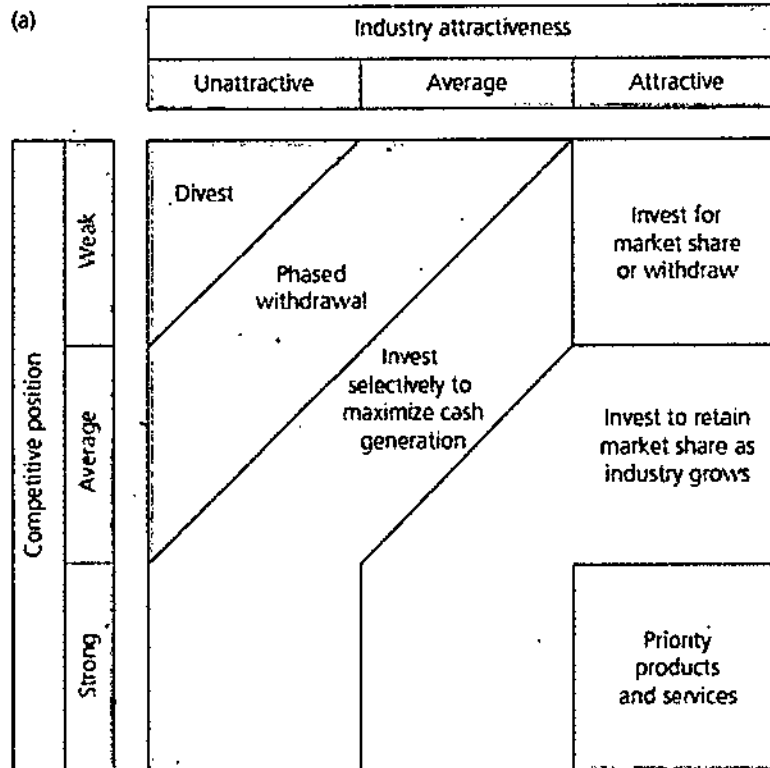 (a)
Industry attractiveness
Unattractive
Average
Attractive
Competitive position
Weak
Average
Strong
Divest
Phased
withdrawal
Invest
selectively to
maximize cash
generation
Invest for
market share
or withdraw
Invest to retain
market share as
industry grows
Priority
products
and services